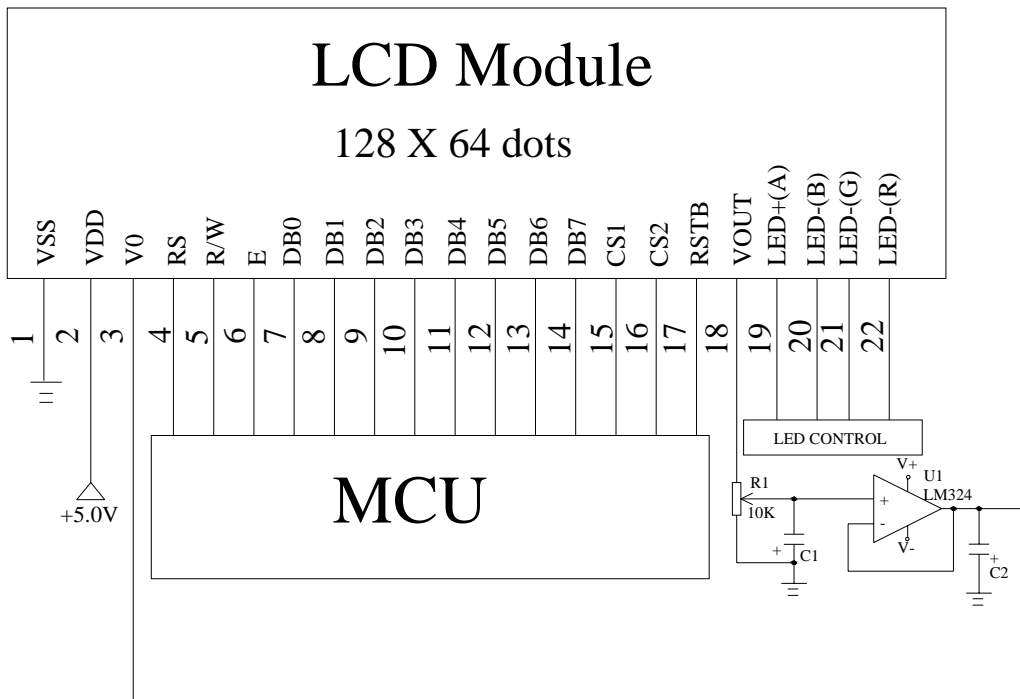 LCD Module
128 X 64 dots
VSS
VDD
V0
RS
R/W
E
DB0
DB1
DB2
DB3
DB4
DB5
DB6
DB7
CS1
CS2
RSTB
VOUT
LED+(A)
LED-(B)
LED-(G)
LED-(R)
1
2
3
4
5
6
7
8
9
10
11
12
13
14
15
16
17
18
19
20
21
22
LED CONTROL
MCU
+5.0V
R1
10K
+
C1
V+
U1
LM324
+
-
V-
+
C2